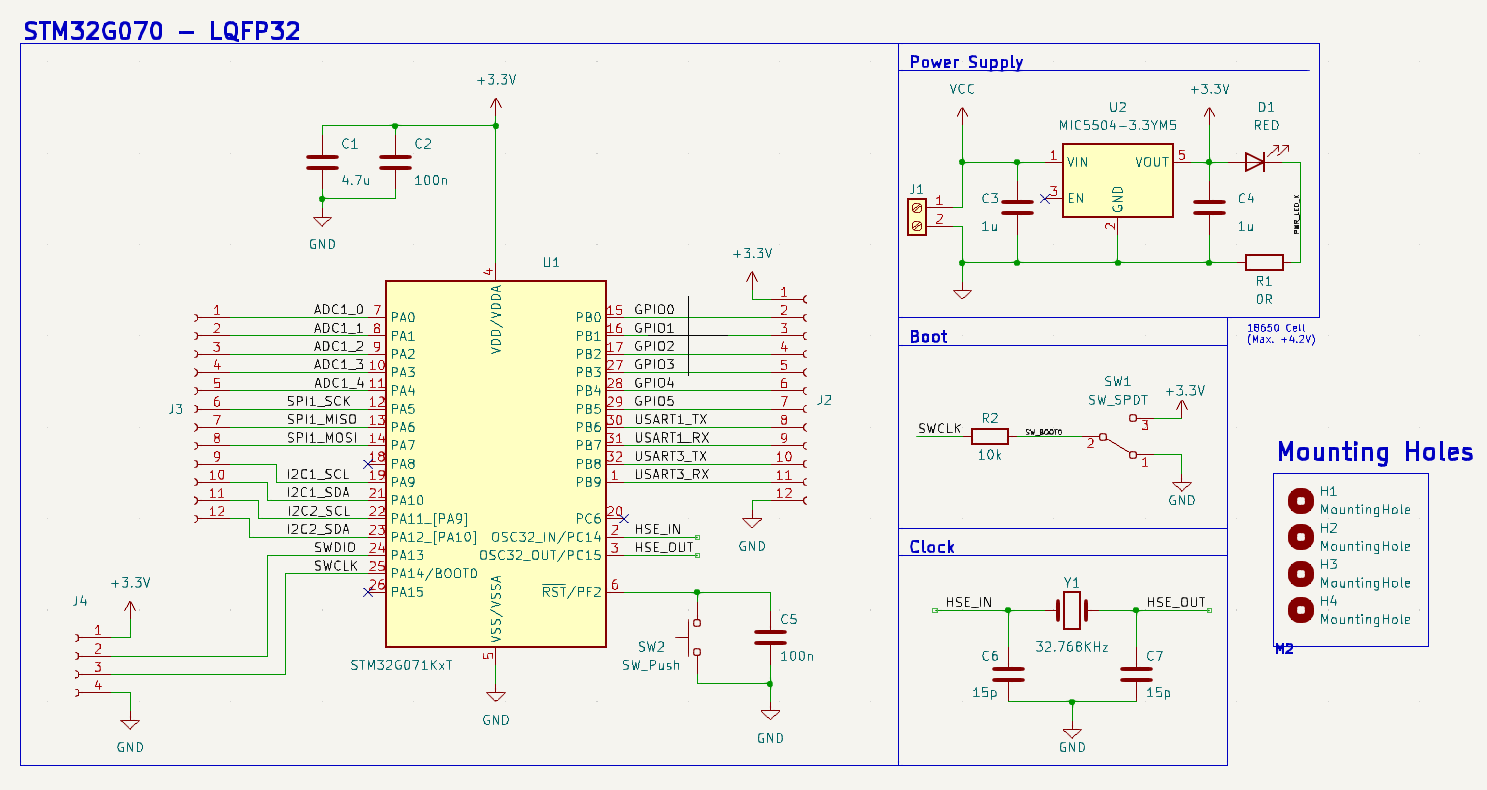 STM32G070 – LQFP32
+3.3V
C1
4.7u
C2
100n
GND
U1
4
VDD/VDDA
1 ADC1_0 7 PA0
2 ADC1_1 8 PA1
3 ADC1_2 9 PA2
4 ADC1_3 10 PA3
5 ADC1_4 11 PA4
6 SPI1_SCK 12 PA5
7 SPI1_MISO 13 PA6
8 SPI1_MOSI 14 PA7
9 18 PA8
10 I2C1_SCL 19 PA9
11 I2C1_SDA 21 PA10
12 I2C2_SCL 22 PA11_[PA9]
I2C2_SDA 23 PA12_[PA10]
SWDIO 24 PA13
SWCLK 25 PA14/BOOT0
26 PA15
J3
+3.3V
J4
1
2
3
4
GND
VSS/VSSA
5
STM32G071KxT
GND
+3.3V
1
PB0 15 GPIO0 2
PB1 16 GPIO1 3
PB2 17 GPIO2 4
PB3 27 GPIO3 5
PB4 28 GPIO4 6
PB5 29 GPIO5 7
PB6 30 USART1_TX 8
PB7 31 USART1_RX 9
PB8 32 USART3_TX 10
PB9 1 USART3_RX 11
12
J2
GND
PC6 20
OSC32_IN/PC14 2 HSE_IN
OSC32_OUT/PC15 3 HSE_OUT
RST/PF2 6
SW2
SW_Push
C5
100n
GND
Power Supply
VCC
J1
1
2
C3
1u
U2
MIC5504-3.3YM5
1 VIN
VOUT 5
3 EN
GND
2
+3.3V
D1
RED
C4
1u
PWR_LED_K
R1
0R
18650 Cell
(Max. +4.2V)
Boot
SWCLK
R2
10k
SW_BOOT0
SW1
SW_SPDT
2
3
1
+3.3V
GND
Clock
HSE_IN
Y1
32.768KHz
HSE_OUT
C6
15p
C7
15p
GND
Mounting Holes
H1
MountingHole
H2
MountingHole
H3
MountingHole
H4
MountingHole
M2